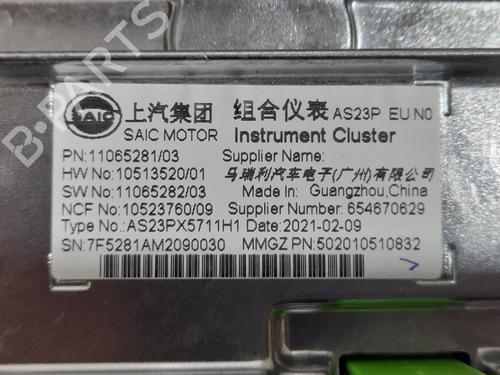 SAIC 上汽集团 组合仪表 AS23P EU N0
SAIC MOTOR Instrument Cluster
PN:11065281/03 Supplier Name:
HW No:10513520/01 马瑞利汽车电子(广州)有限公司
SW No:11065282/03 Made In: Guangzhou,China
NCF No:10523760/09 Supplier Number: 654670629
Type No.:AS23PX5711H1 Date:2021-02-09
SN:7F5281AM2090030 MMGZ PN:502010510832